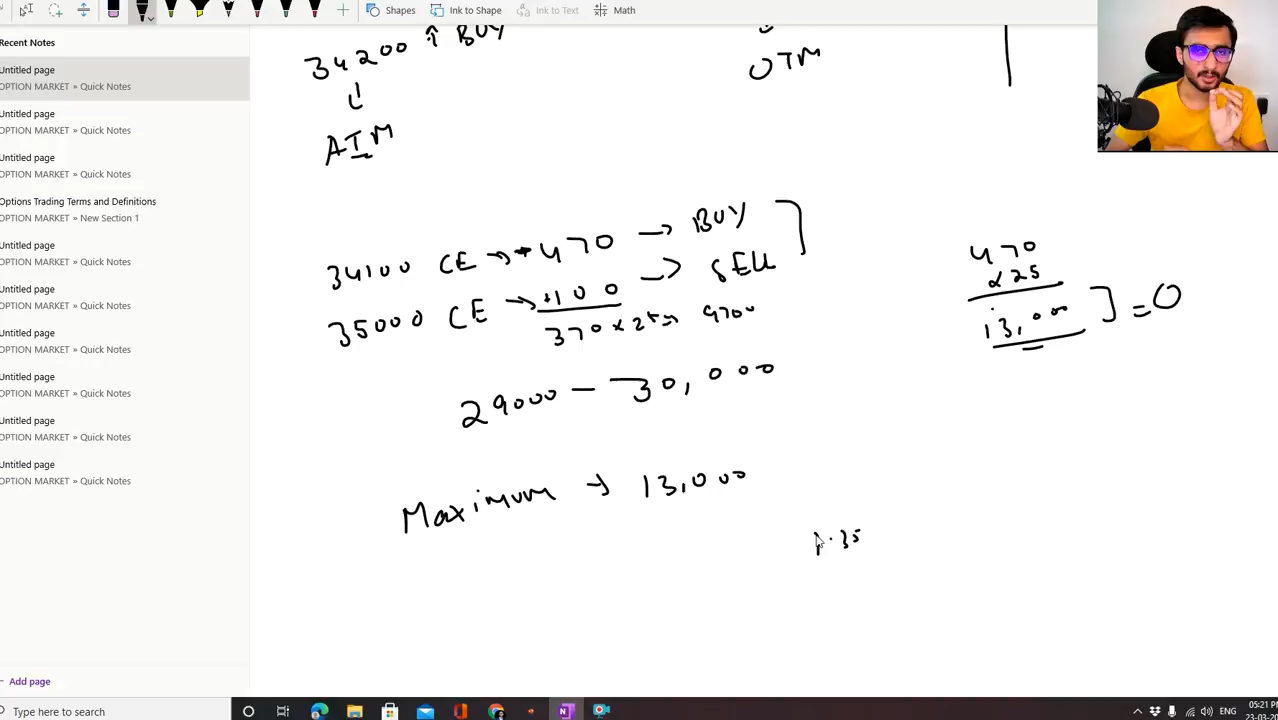 Shapes Ink to Shape Ink to Text Math
Recent Notes
Untitled page
OPTION MARKET » Quick Notes
Untitled page
OPTION MARKET » Quick Notes
Untitled page
OPTION MARKET » Quick Notes
Options Trading Terms and Definitions
OPTION MARKET » New Section 1
Untitled page
OPTION MARKET » Quick Notes
Untitled page
OPTION MARKET » Quick Notes
Untitled page
OPTION MARKET » Quick Notes
Untitled page
OPTION MARKET » Quick Notes
Untitled page
OPTION MARKET » Quick Notes
Untitled page
OPTION MARKET » Quick Notes
Add page
34200 ↑ BUY
ATM
OTM
34100 CE → 470 → BUY
35000 CE → +100 → SELL
370 × 25 → 9700
29000 - 30,000
Maximum → 13,000
470
x25
13,000 ] = 0
.35
Type here to search
ENG
05:21 PM